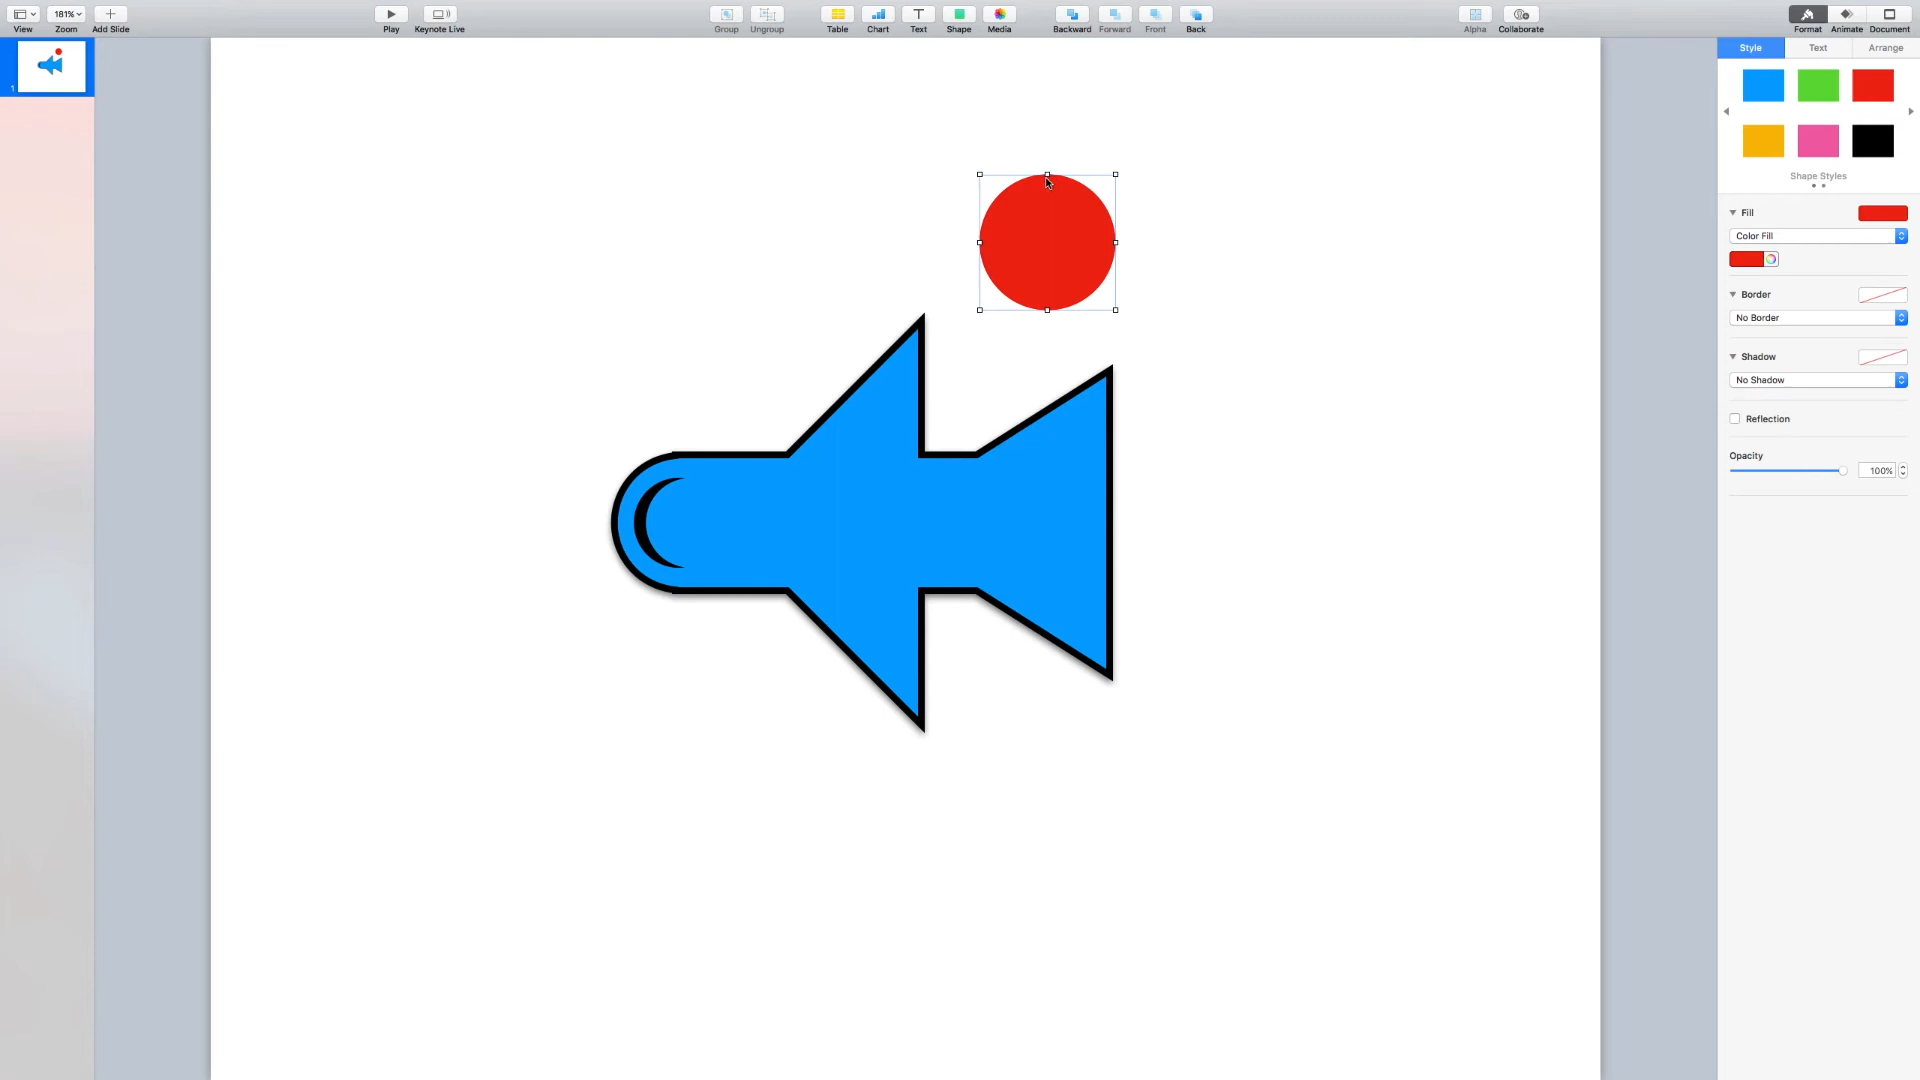 View
181%
Zoom
Add Slide
Play
Keynote Live
Group
Ungroup
Table
Chart
Text
Shape
Media
Backward
Forward
Front
Back
Alpha
Collaborate
Format
Animate
Document
1
Style
Text
Arrange
Shape Styles
Fill
Color Fill
Border
No Border
Shadow
No Shadow
Reflection
Opacity
100%